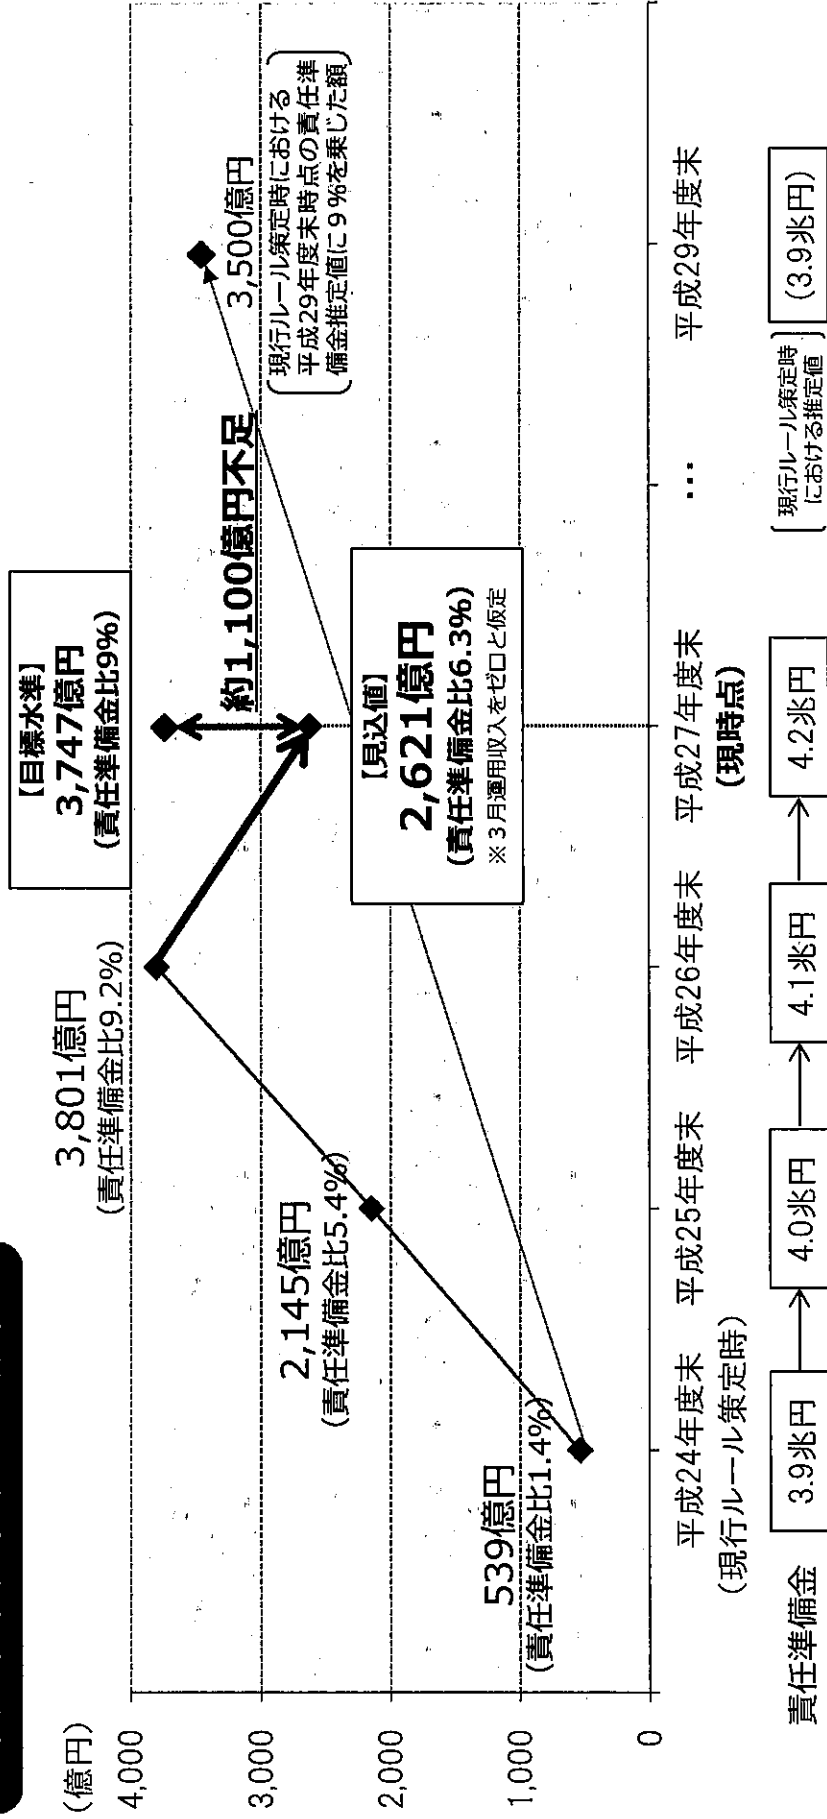 (億円)
4,000
3,000
2,000
1,000
0
539億円
(責任準備金比1.4%)
2,145億円
(責任準備金比5.4%)
3,801億円
(責任準備金比9.2%)
【目標水準】
3,747億円
(責任準備金比9%)
約1,100億円不足
【見込値】
2,621億円
(責任準備金比6.3%)
※3月運用収入をゼロと仮定
3,500億円
現行ルール策定時における
平成29年度末時点の責任準
備金推定値に9%を乗じた額
平成24年度末
(現行ルール策定時)
平成25年度末
平成26年度末
平成27年度末
(現時点)
…
平成29年度末
責任準備金
3.9兆円
4.0兆円
4.1兆円
4.2兆円
現行ルール策定時
における推定値
(3.9兆円)